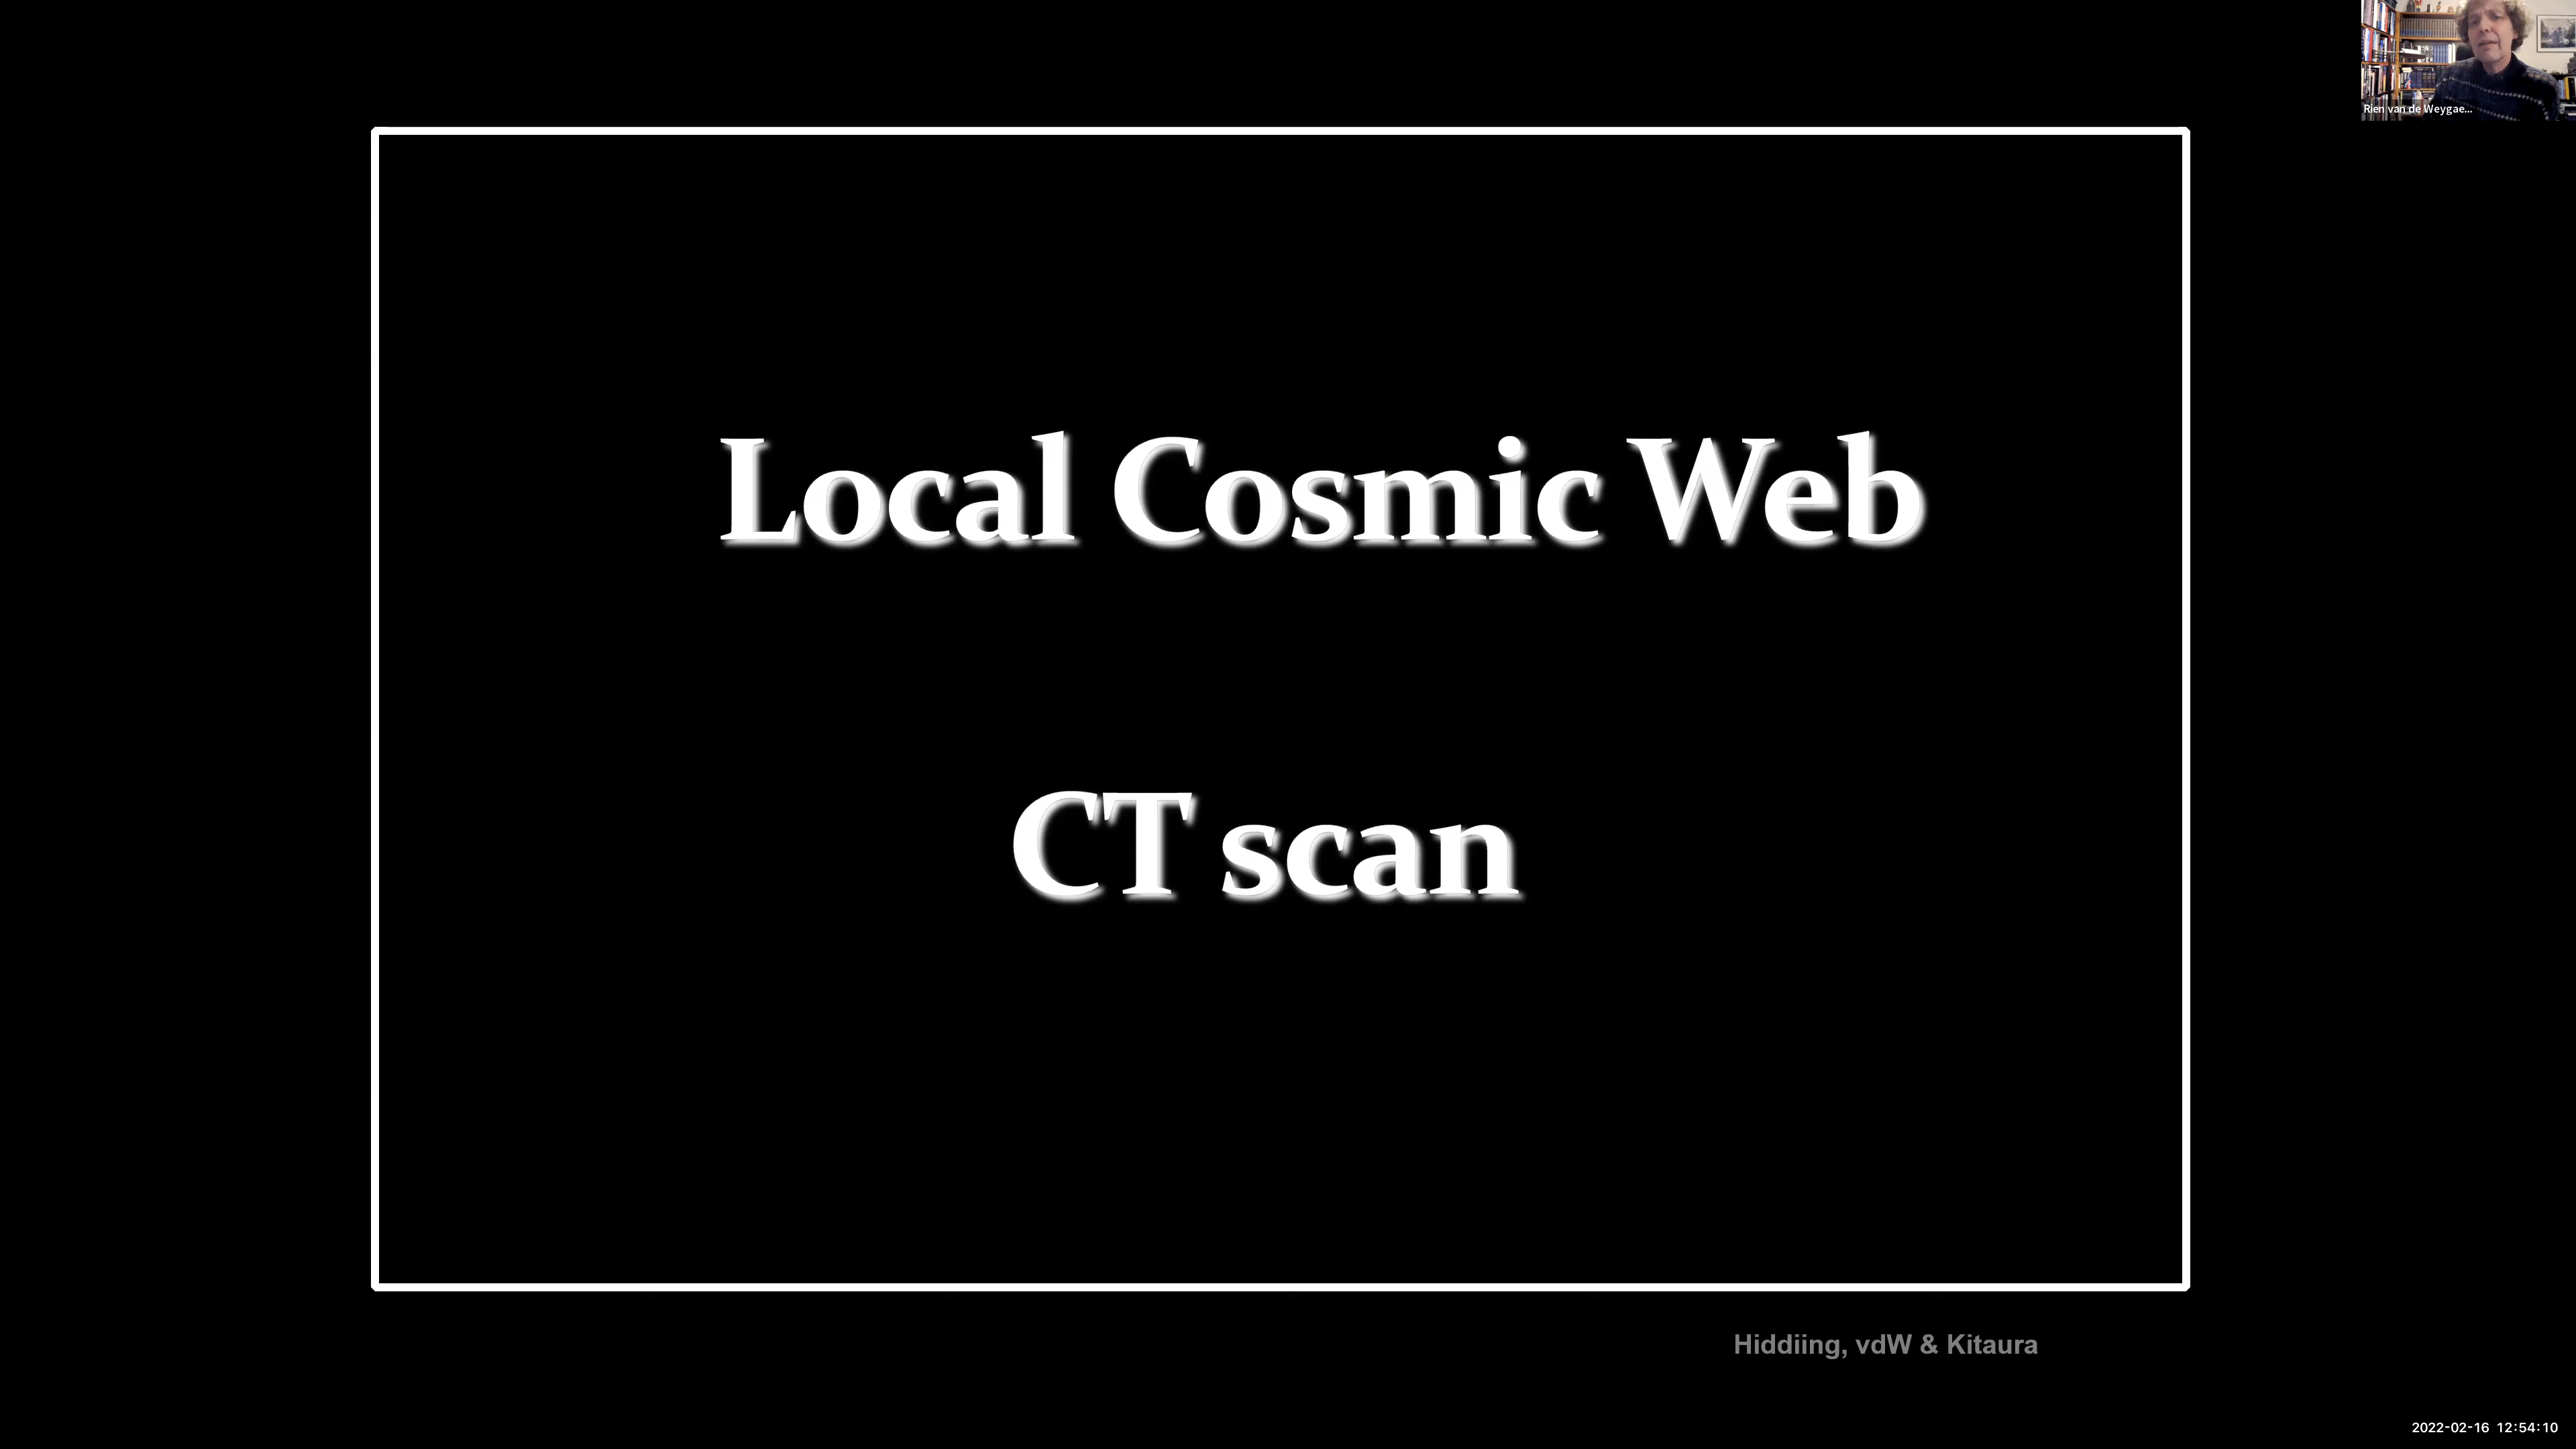 Rien van de Weygae...
Local Cosmic Web
CT scan
Hiddiing, vdW & Kitaura
2022-02-16 12:54:10